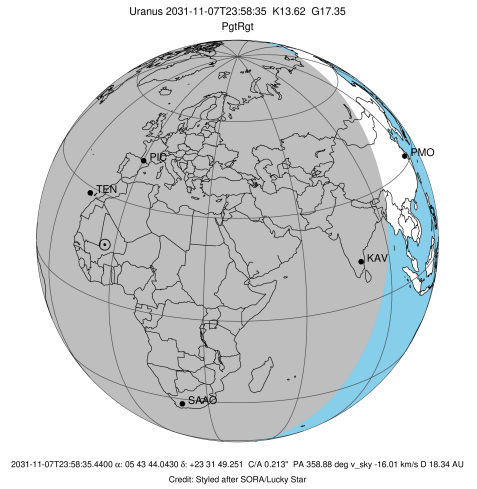 Uranus 2031-11-07T23:58:35 K13.62 G17.35
PgtRgt
PMO
PIC
TEN
KAV
SAAO
2031-11-07T23:58:35.4400 α: 05 43 44.0430 δ: +23 31 49.251 C/A 0.213" PA 358.88 deg v_sky -16.01 km/s D 18.34 AU
Credit: Styled after SORA/Lucky Star